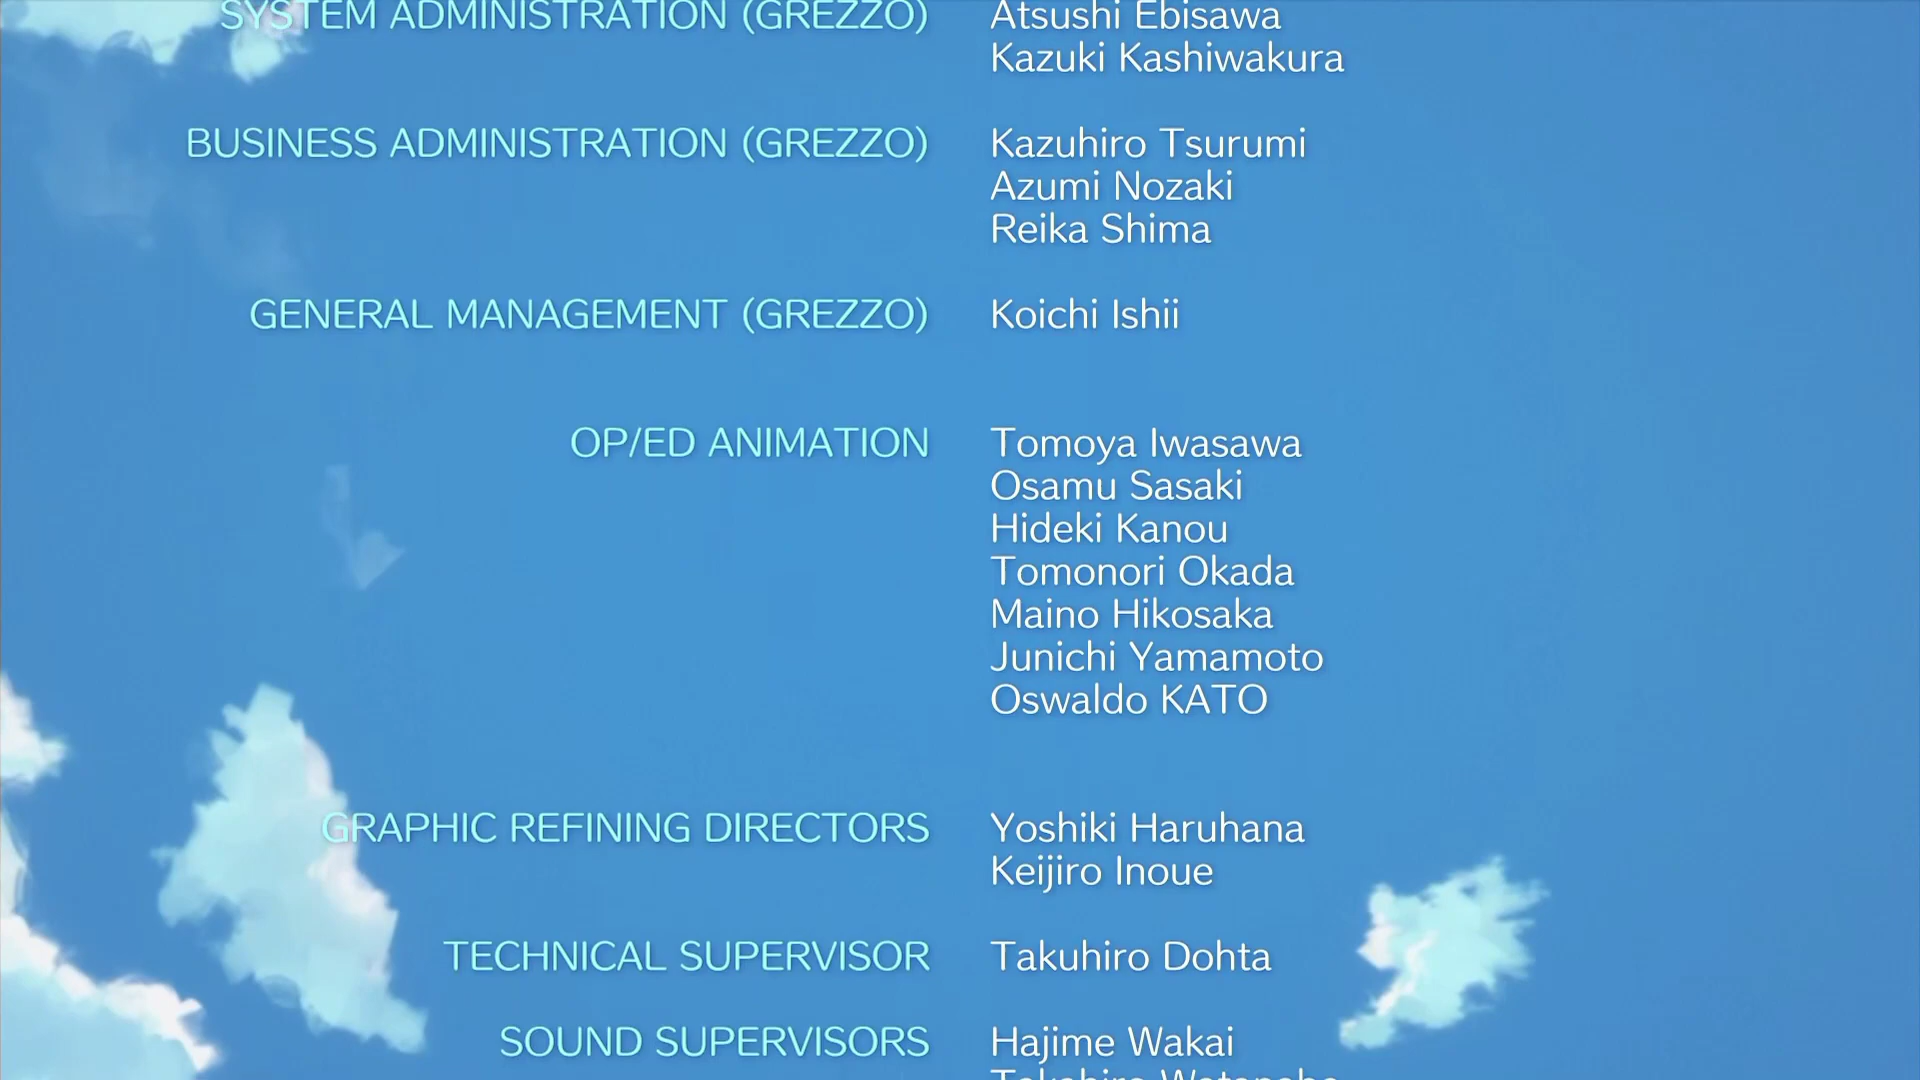 SYSTEM ADMINISTRATION (GREZZO) Atsushi Ebisawa
Kazuki Kashiwakura
BUSINESS ADMINISTRATION (GREZZO) Kazuhiro Tsurumi
Azumi Nozaki
Reika Shima
GENERAL MANAGEMENT (GREZZO) Koichi Ishii
OP/ED ANIMATION Tomoya Iwasawa
Osamu Sasaki
Hideki Kanou
Tomonori Okada
Maino Hikosaka
Junichi Yamamoto
Oswaldo KATO
GRAPHIC REFINING DIRECTORS Yoshiki Haruhana
Keijiro Inoue
TECHNICAL SUPERVISOR Takuhiro Dohta
SOUND SUPERVISORS Hajime Wakai